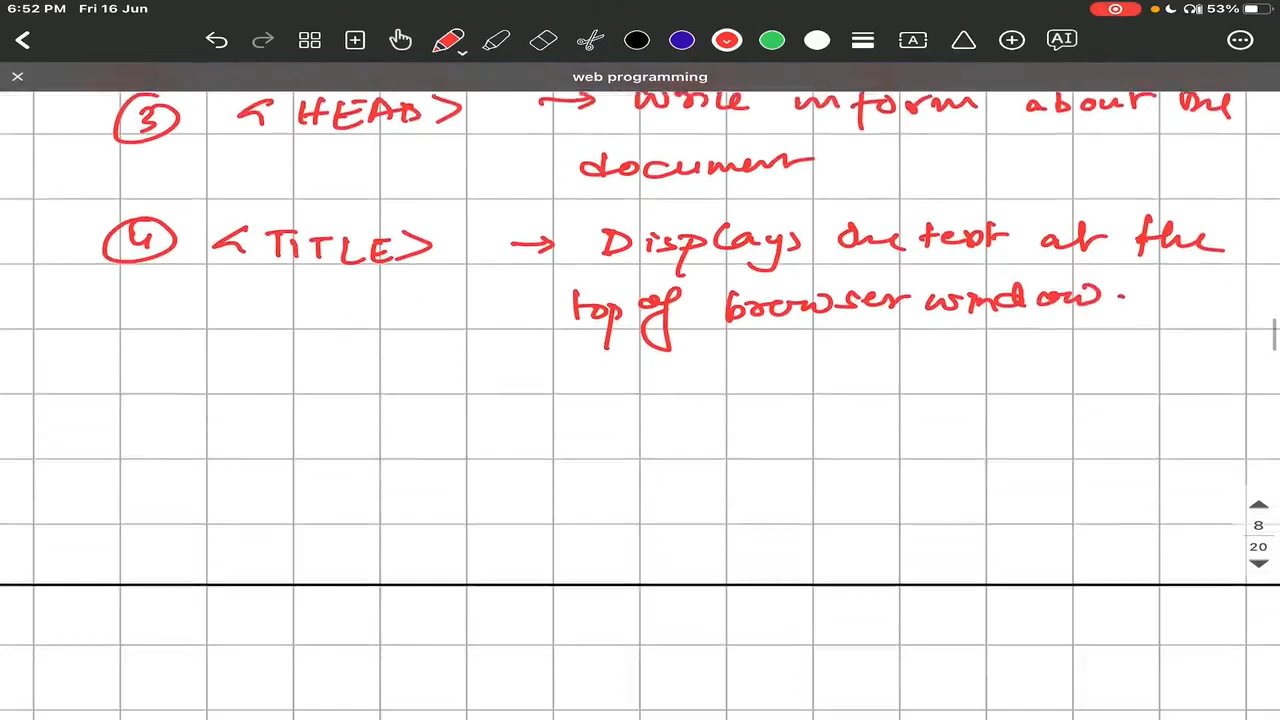 6:52 PM Fri 16 Jun 53%
A AI
web programming
3 < HEAD > → write inform about the
document
4 < TITLE > → Displays the text at the
top of browser window.
8
20